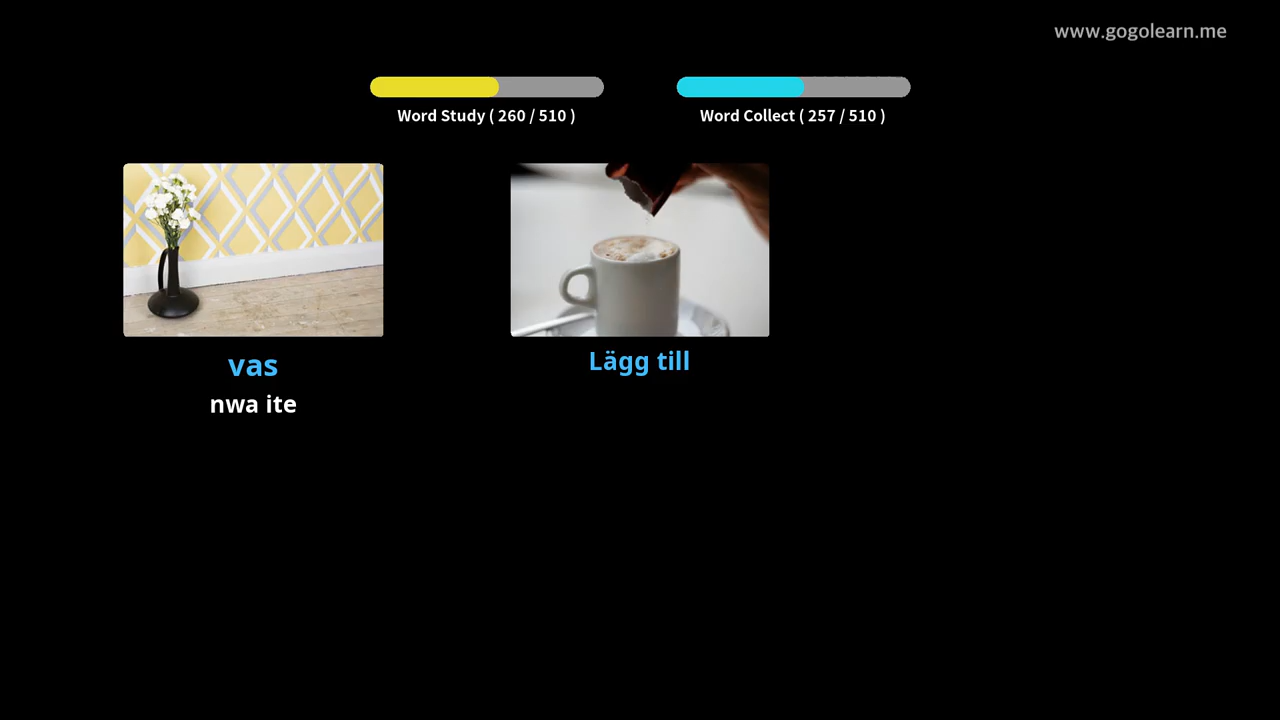 www.gogolearn.me
Word Study ( 260 / 510 )
Word Collect ( 257 / 510 )
vas
nwa ite
Lägg till